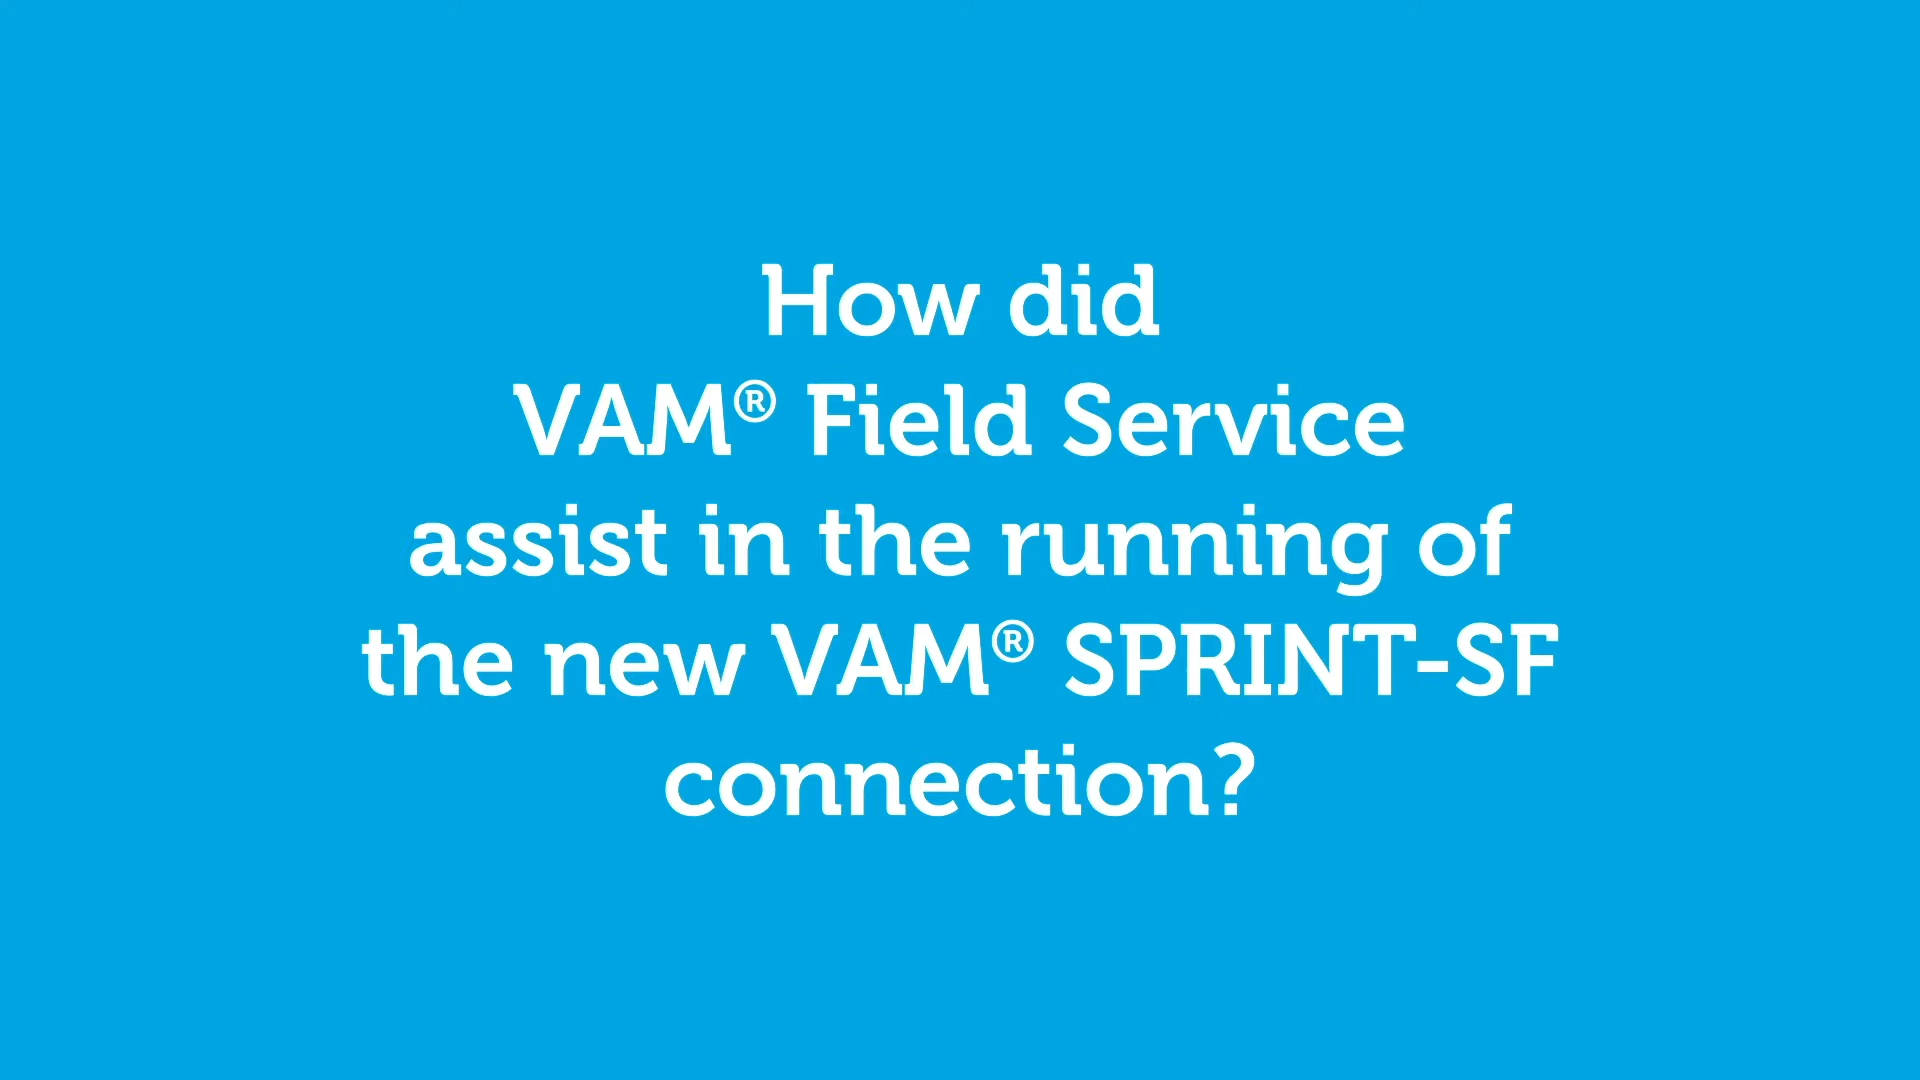 How did
VAM® Field Service
assist in the running of
the new VAM® SPRINT-SF
connection?